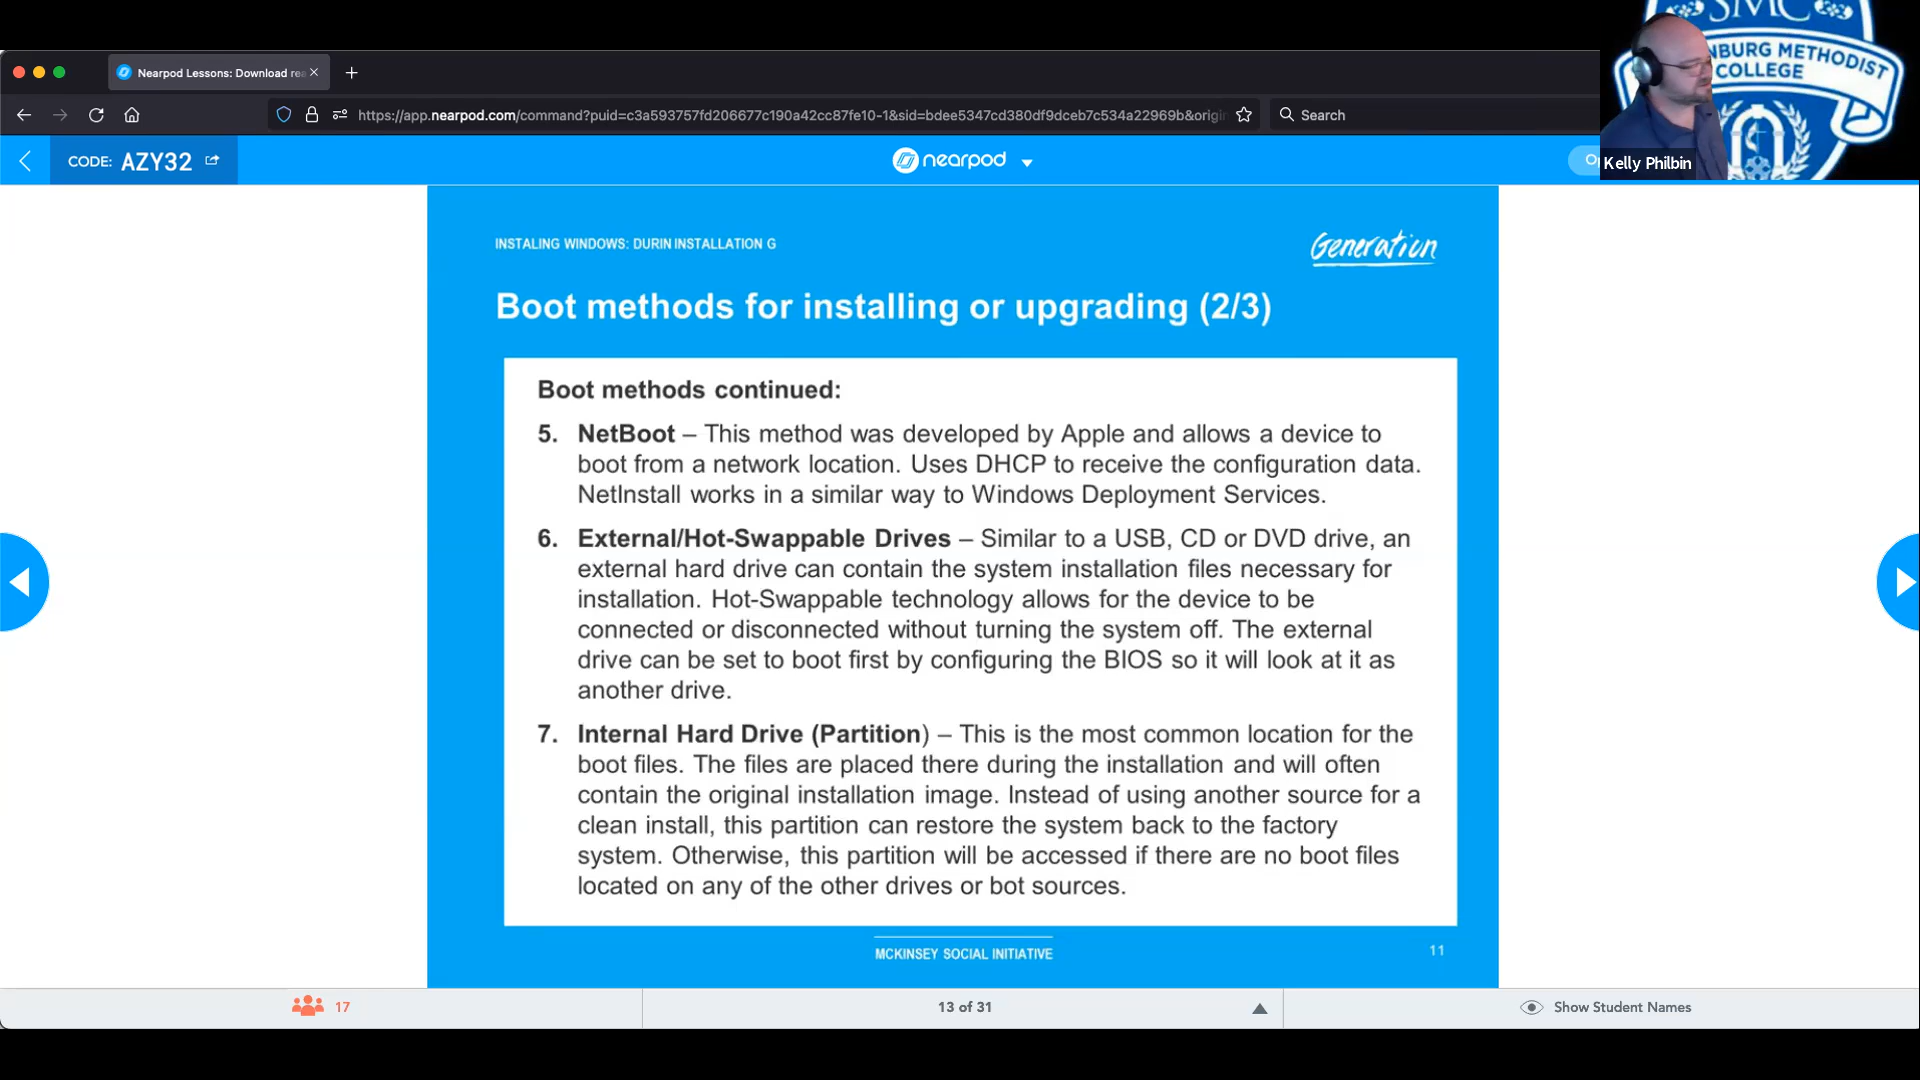 Nearpod Lessons: Download rea
https://app.nearpod.com/command?puid=c3a593757fd206677c190a42cc87fe10-1&sid=bdee5347cd380df9dceb7c534a22969b&origin
Search
SMC
NBURG METHODIST
COLLEGE
Kelly Philbin
CODE: AZY32
nearpod
INSTALING WINDOWS: DURIN INSTALLATION G
Generation
Boot methods for installing or upgrading (2/3)
Boot methods continued:
5. NetBoot – This method was developed by Apple and allows a device to
boot from a network location. Uses DHCP to receive the configuration data.
NetInstall works in a similar way to Windows Deployment Services.
6. External/Hot-Swappable Drives – Similar to a USB, CD or DVD drive, an
external hard drive can contain the system installation files necessary for
installation. Hot-Swappable technology allows for the device to be
connected or disconnected without turning the system off. The external
drive can be set to boot first by configuring the BIOS so it will look at it as
another drive.
7. Internal Hard Drive (Partition) – This is the most common location for the
boot files. The files are placed there during the installation and will often
contain the original installation image. Instead of using another source for a
clean install, this partition can restore the system back to the factory
system. Otherwise, this partition will be accessed if there are no boot files
located on any of the other drives or bot sources.
MCKINSEY SOCIAL INITIATIVE
11
17
13 of 31
Show Student Names